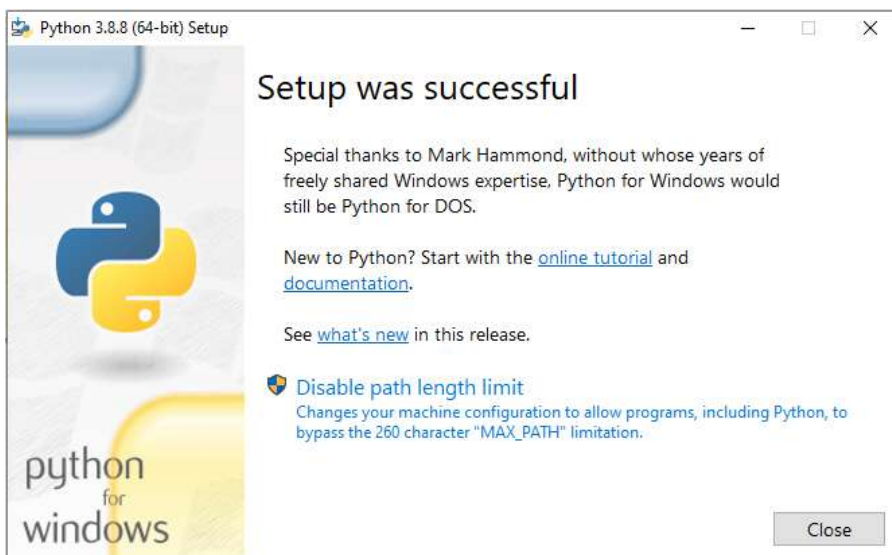 Python 3.8.8 (64-bit) Setup
Setup was successful
Special thanks to Mark Hammond, without whose years of
freely shared Windows expertise, Python for Windows would
still be Python for DOS.
New to Python? Start with the online tutorial and
documentation.
See what's new in this release.
Disable path length limit
Changes your machine configuration to allow programs, including Python, to
bypass the 260 character "MAX_PATH" limitation.
python
for
windows
Close